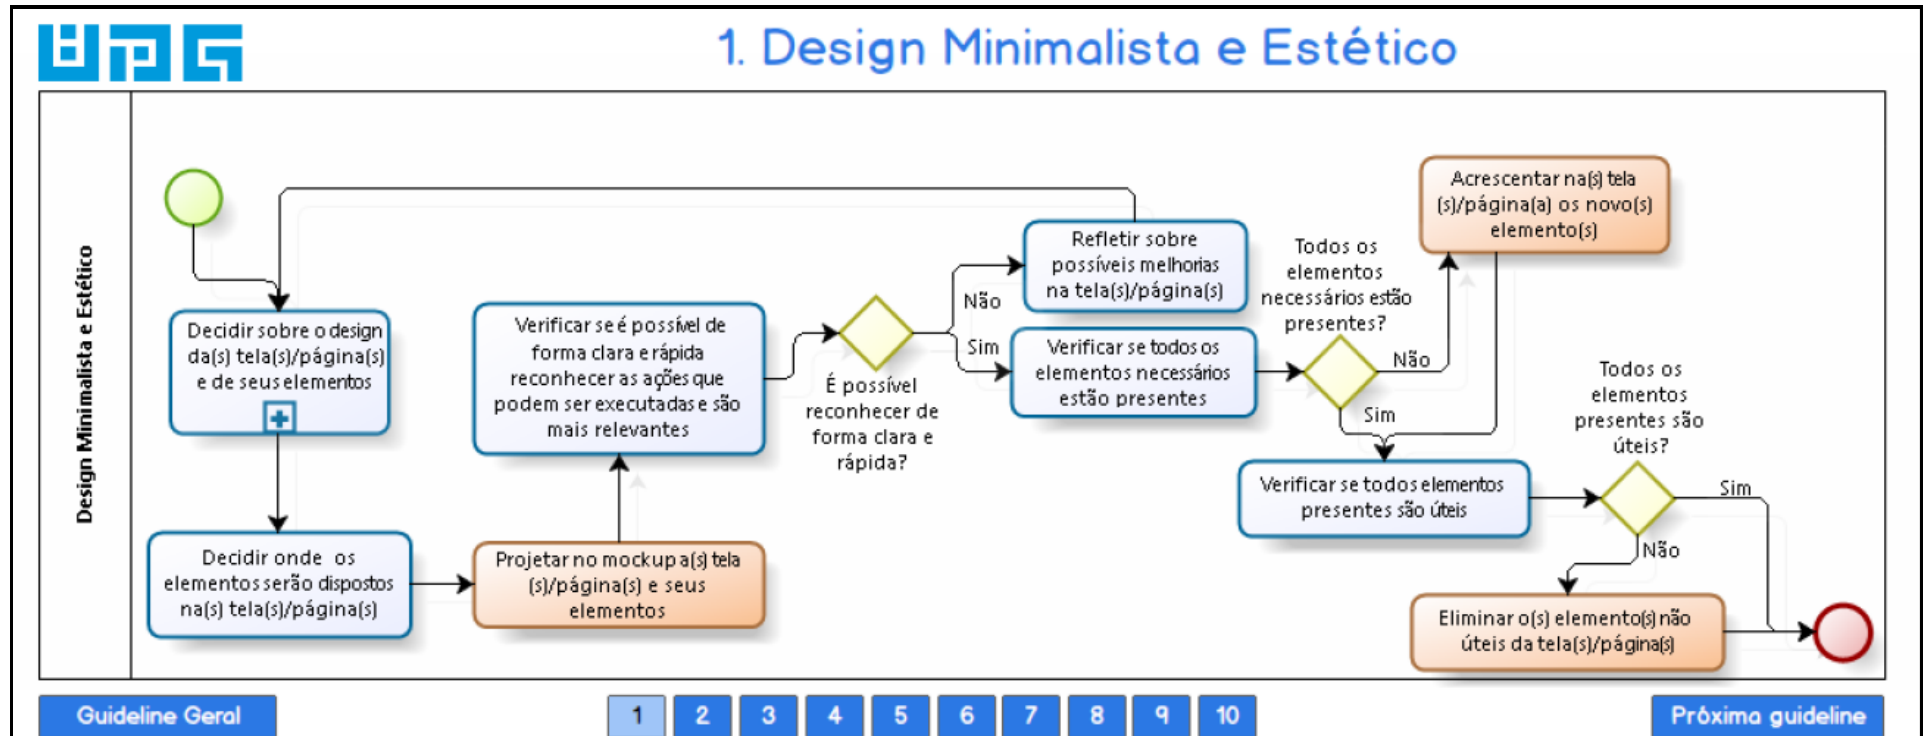 UPG
1. Design Minimalista e Estético
Design Minimalista e Estético
Decidir sobre o design
da(s) tela(s)/página(s)
e de seus elementos
Decidir onde os
elementos serão dispostos
na(s) tela(s)/página(s)
Projetar no mockup a(s) tela
(s)/página(s) e seus
elementos
Verificar se é possível de
forma clara e rápida
reconhecer as ações que
podem ser executadas e são
mais relevantes
É possível
reconhecer de
forma clara e
rápida?
Não
Sim
Refletir sobre
possíveis melhorias
na tela(s)/página(s)
Verificar se todos os
elementos necessários
estão presentes
Todos os
elementos
necessários estão
presentes?
Não
Sim
Acrescentar na(s) tela
(s)/página(a) os novo(s)
elemento(s)
Verificar se todos elementos
presentes são úteis
Todos os
elementos
presentes são
úteis?
Sim
Não
Eliminar o(s) elemento(s) não
úteis da tela(s)/página(s)
Guideline Geral
1 2 3 4 5 6 7 8 9 10
Próxima guideline